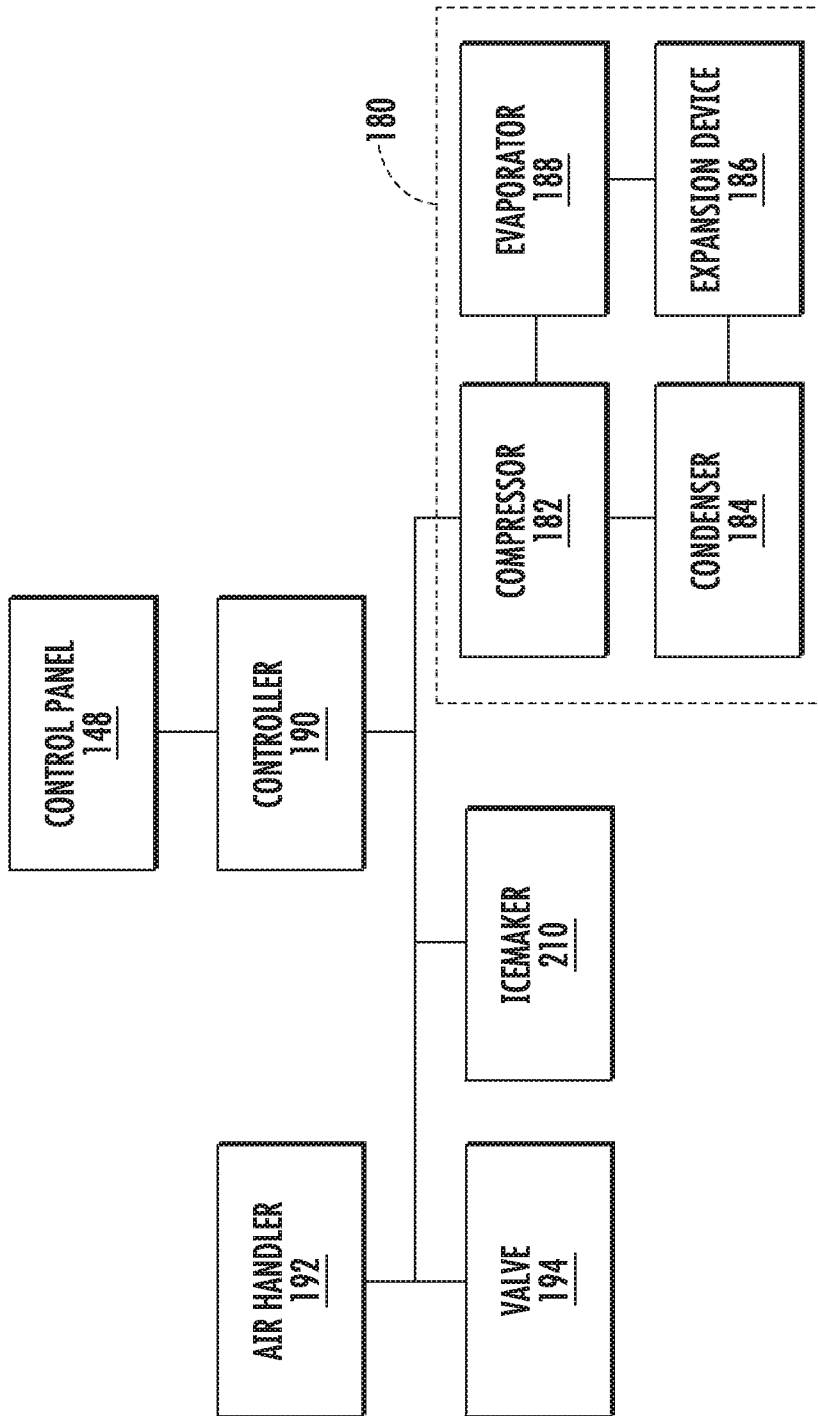 CONTROL PANEL
148
AIR HANDLER
192
CONTROLLER
190
180
VALVE
194
ICEMAKER
210
COMPRESSOR
182
EVAPORATOR
188
CONDENSER
184
EXPANSION DEVICE
186